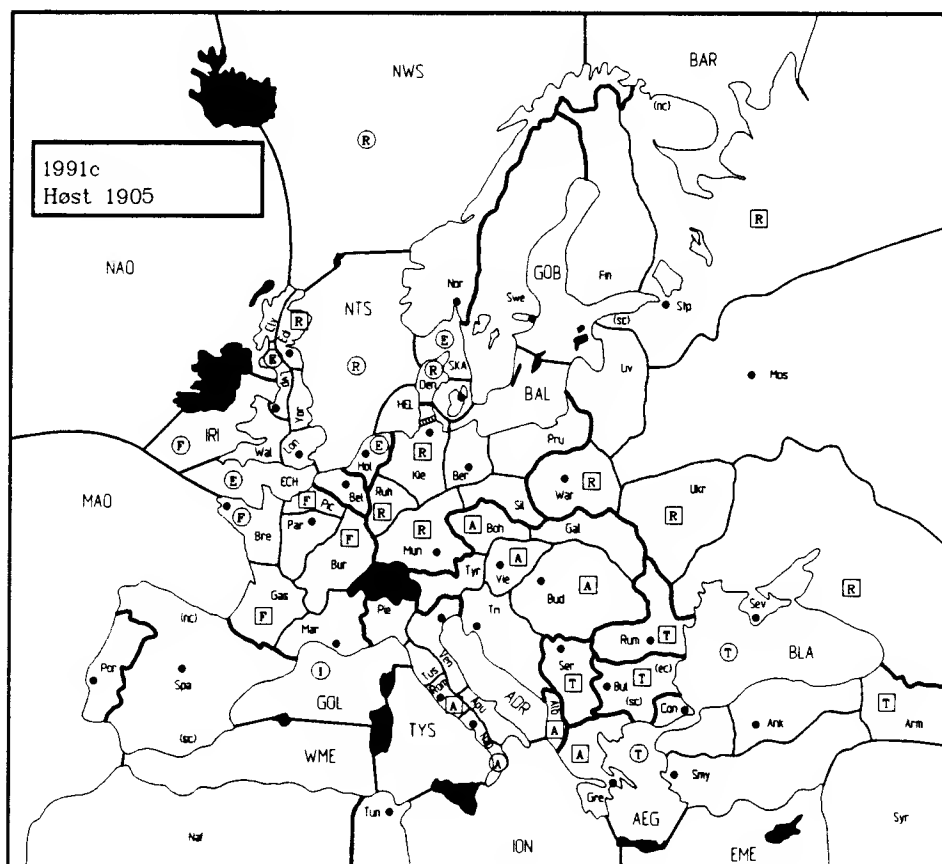 NWS
BAR
(nc)
R
1991c
Høst 1905
R
NAO
GOB
Fin
NTS
Nor
Swe
Stp
(st)
R
Cly
Ed
E
SKA
E
Lvp
R
R
Den
Liv
Mos
BAL
HEL
Yor
IRI
F
Wal
Lon
Hol
E
R
Kie
Ber
Pru
War
R
Ukr
E
ECH
Bel
Ruh
Sil
MAO
F
Pic
R
R
A
Boh
Gal
R
F
Par
F
Mun
A
Bre
Bur
Tyr
Vie
Bud
A
R
Gas
Pie
Tri
Sev
(nc)
F
Mar
Rum
T
T
BLA
Ven
Ser
(ec)
Por
Spa
I
Tus
T
Bul
T
GOL
Rom
ADR
(sc)
Con
T
A
Apu
Alb
Ank
Arm
(sc)
TYS
Nap
A
A
T
WME
A
Smy
Gre
AEG
Syr
Tun
Naf
ION
EME